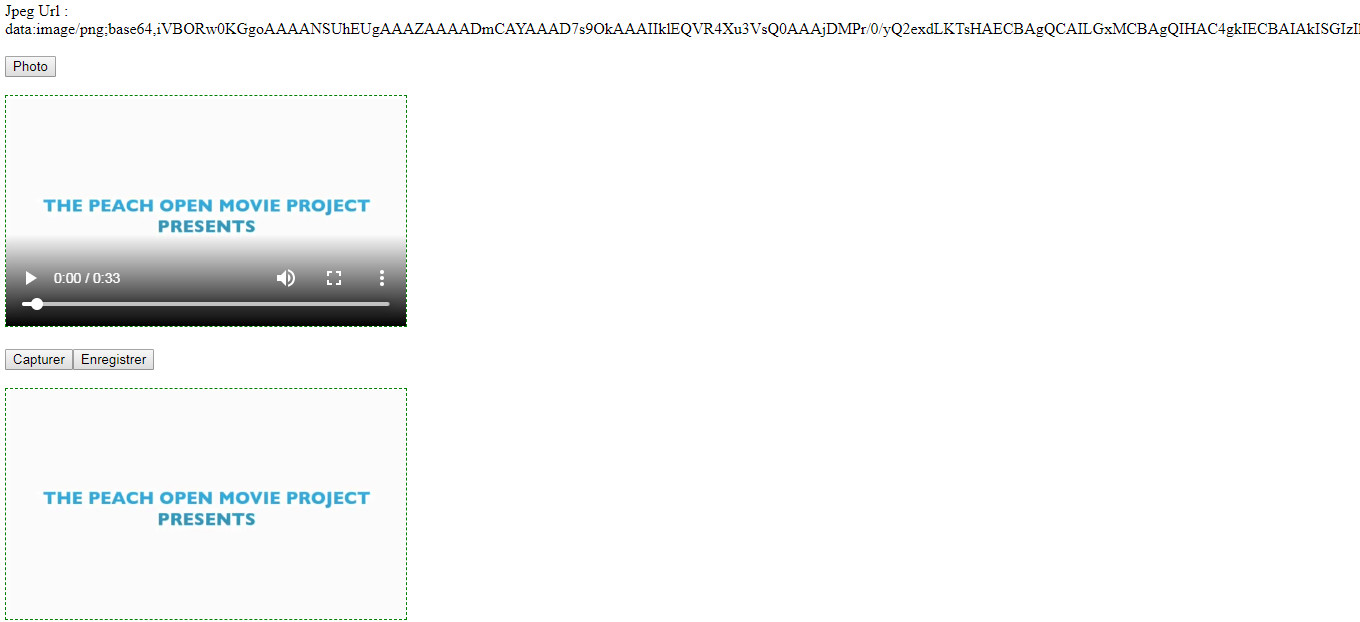 Jpeg Url :
data:image/png;base64,iVBORw0KGgoAAAANSUhEUgAAAZAAAADmCAYAAAD7s9OkAAAIIklEQVR4Xu3VsQ0AAAjDMPr/0/yQ2exdLKTsHAECBAgQCAILGxMCBAgQIHAC4gkIECBAIAkISGIzI
Photo
THE PEACH OPEN MOVIE PROJECT
PRESENTS
0:00 / 0:33
Capturer Enregistrer
THE PEACH OPEN MOVIE PROJECT
PRESENTS